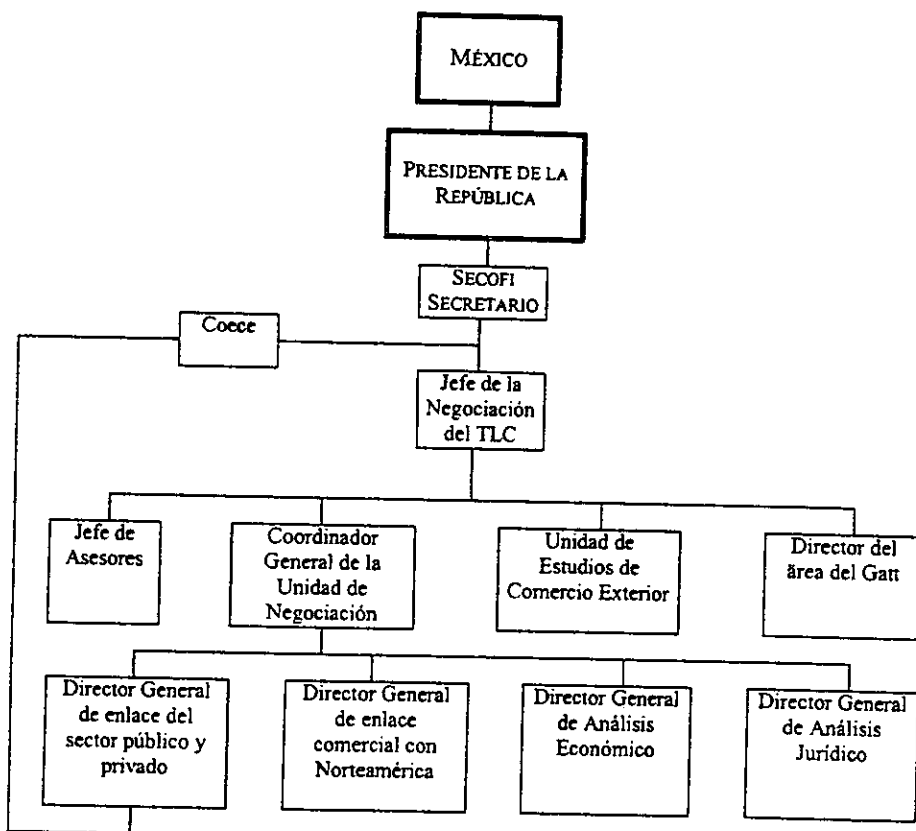 MÉXICO
PRESIDENTE DE LA
REPÚBLICA
SECOFI
SECRETARIO
Coece
Jefe de la
Negociación
del TLC
Jefe de
Asesores
Coordinador
General de la
Unidad de
Negociación
Unidad de
Estudios de
Comercio Exterior
Director del
ärea del Gatt
Director General
de enlace del
sector público y
privado
Director General
de enlace
comercial con
Norteamérica
Director General
de Análisis
Económico
Director General
de Análisis
Jurídico